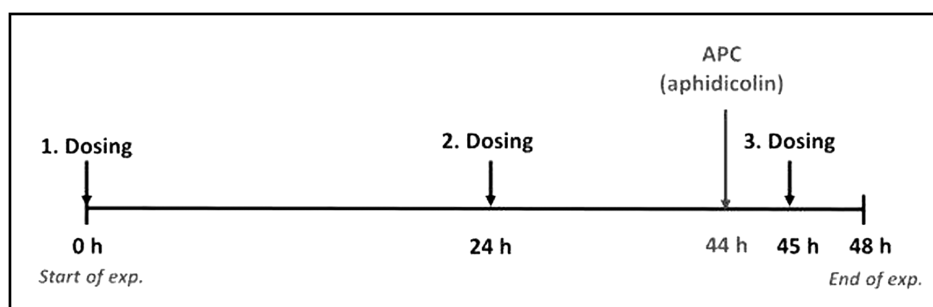 APC
(aphidicolin)
1. Dosing
2. Dosing
3. Dosing
0 h
24 h
44 h
45 h
48 h
Start of exp.
End of exp.